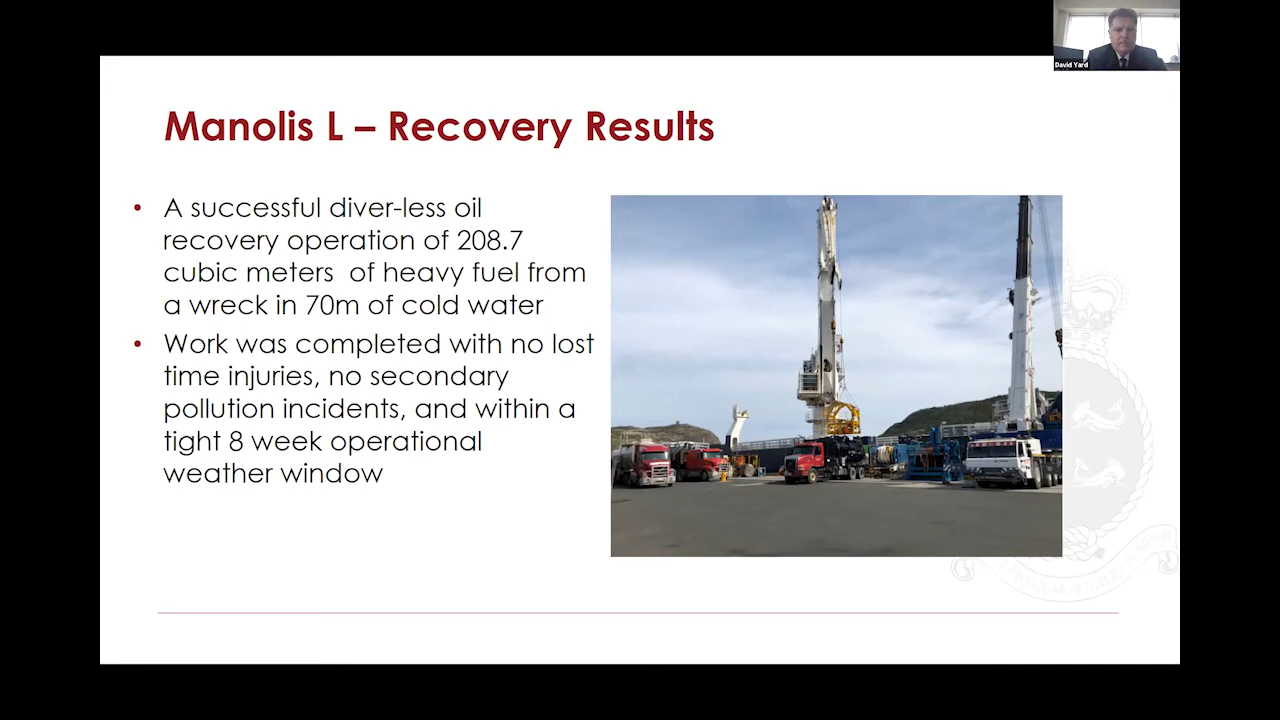 David Yard
Manolis L – Recovery Results
• A successful diver-less oil
recovery operation of 208.7
cubic meters  of heavy fuel from
a wreck in 70m of cold water
• Work was completed with no lost
time injuries, no secondary
pollution incidents, and within a
tight 8 week operational
weather window